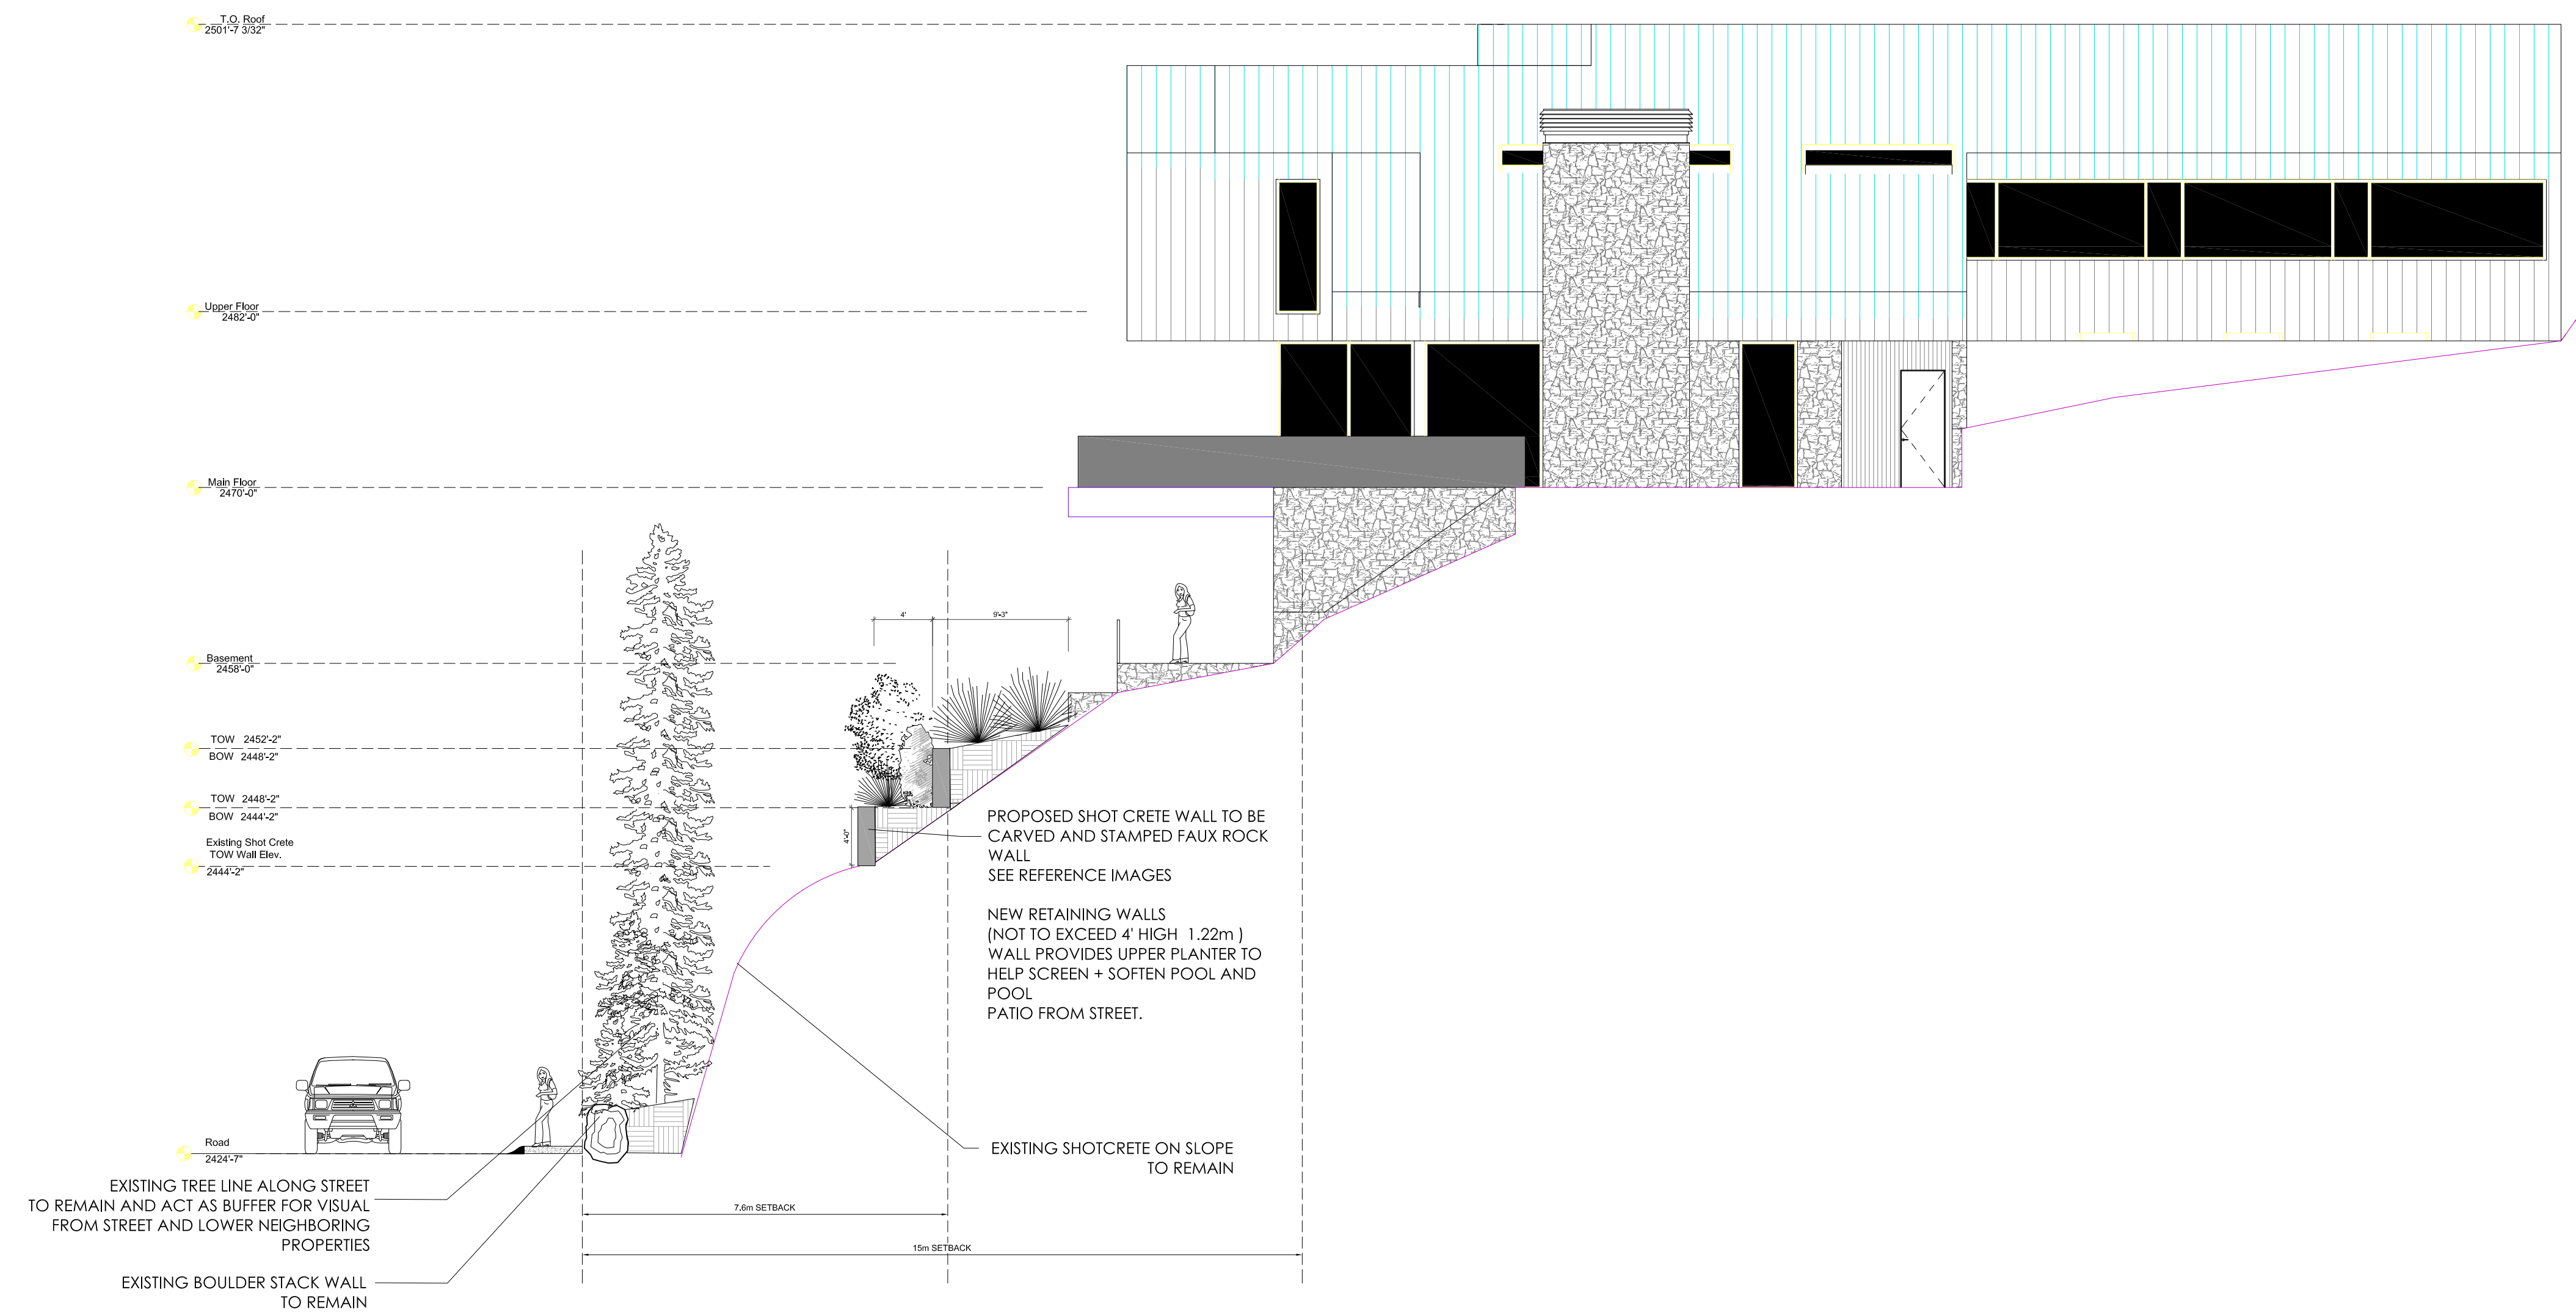 T.O. Roof
2501'-7 3/32"
Upper Floor
2482'-0"
Main Floor
2470'-0"
4'
9'-3"
Basement
2458'-0"
TOW 2452'-2"
BOW 2448'-2"
TOW 2448'-2"
BOW 2444'-2"
4'-0"
Existing Shot Crete
TOW Wall Elev.
2444'-2"
PROPOSED SHOT CRETE WALL TO BE
CARVED AND STAMPED FAUX ROCK
WALL
SEE REFERENCE IMAGES
NEW RETAINING WALLS
(NOT TO EXCEED 4' HIGH 1.22m )
WALL PROVIDES UPPER PLANTER TO
HELP SCREEN + SOFTEN POOL AND
POOL
PATIO FROM STREET.
Road
2424'-7"
EXISTING SHOTCRETE ON SLOPE
TO REMAIN
EXISTING TREE LINE ALONG STREET
TO REMAIN AND ACT AS BUFFER FOR VISUAL
FROM STREET AND LOWER NEIGHBORING
PROPERTIES
7.6m SETBACK
15m SETBACK
EXISTING BOULDER STACK WALL
TO REMAIN